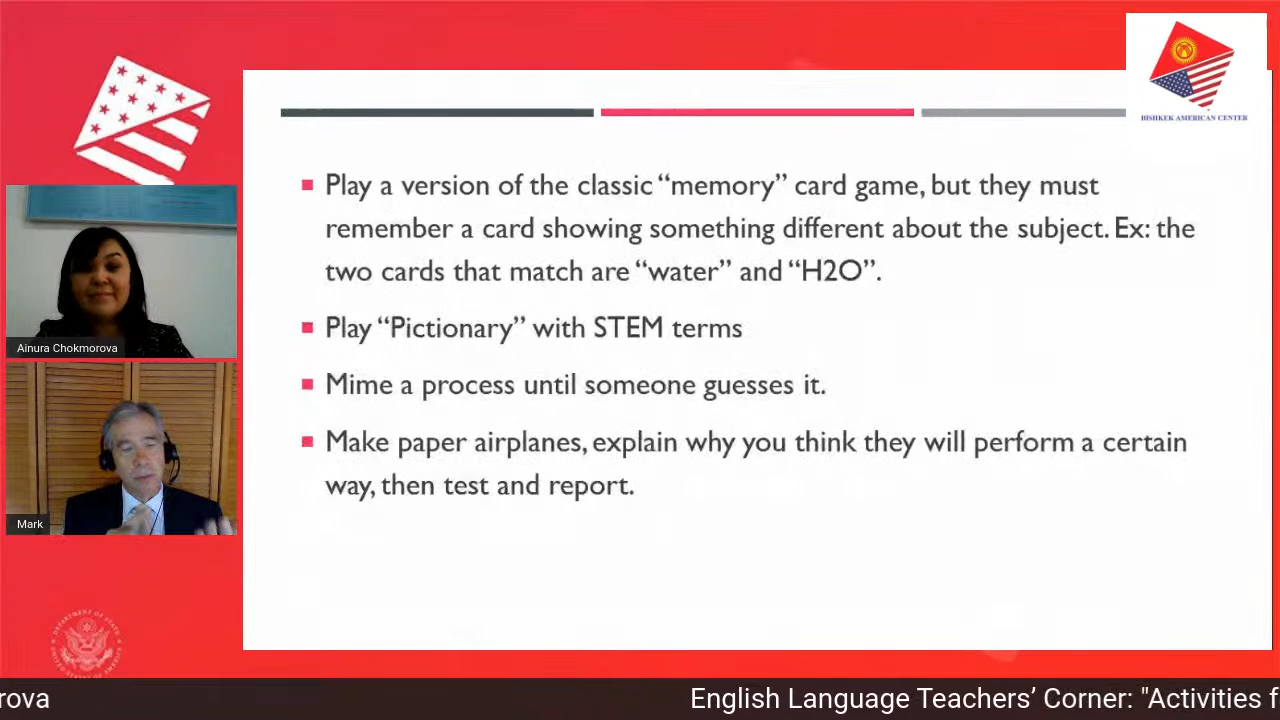 BISHKEK AMERICAN CENTER
Play a version of the classic “memory” card game, but they must
remember a card showing something different about the subject. Ex: the
two cards that match are “water” and “H2O”.
Play “Pictionary” with STEM terms
Mime a process until someone guesses it.
Make paper airplanes, explain why you think they will perform a certain
way, then test and report.
Ainura Chokmorova
Mark
rova
English Language Teachers’ Corner: "Activities f